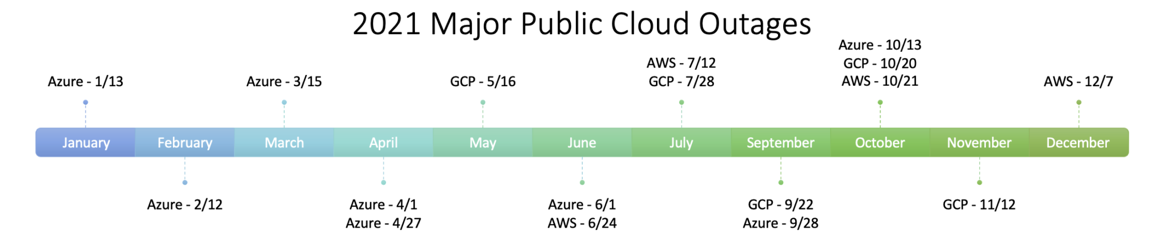 2021 Major Public Cloud Outages
Azure - 10/13
AWS - 7/12
GCP - 10/20
Azure - 1/13
Azure - 3/15
GCP - 5/16
GCP - 7/28
AWS - 10/21
AWS - 12/7
January
February
March
April
May
June
July
September
October
November
December
Azure - 2/12
Azure - 4/1
Azure - 6/1
GCP - 9/22
GCP - 11/12
Azure - 4/27
AWS - 6/24
Azure - 9/28